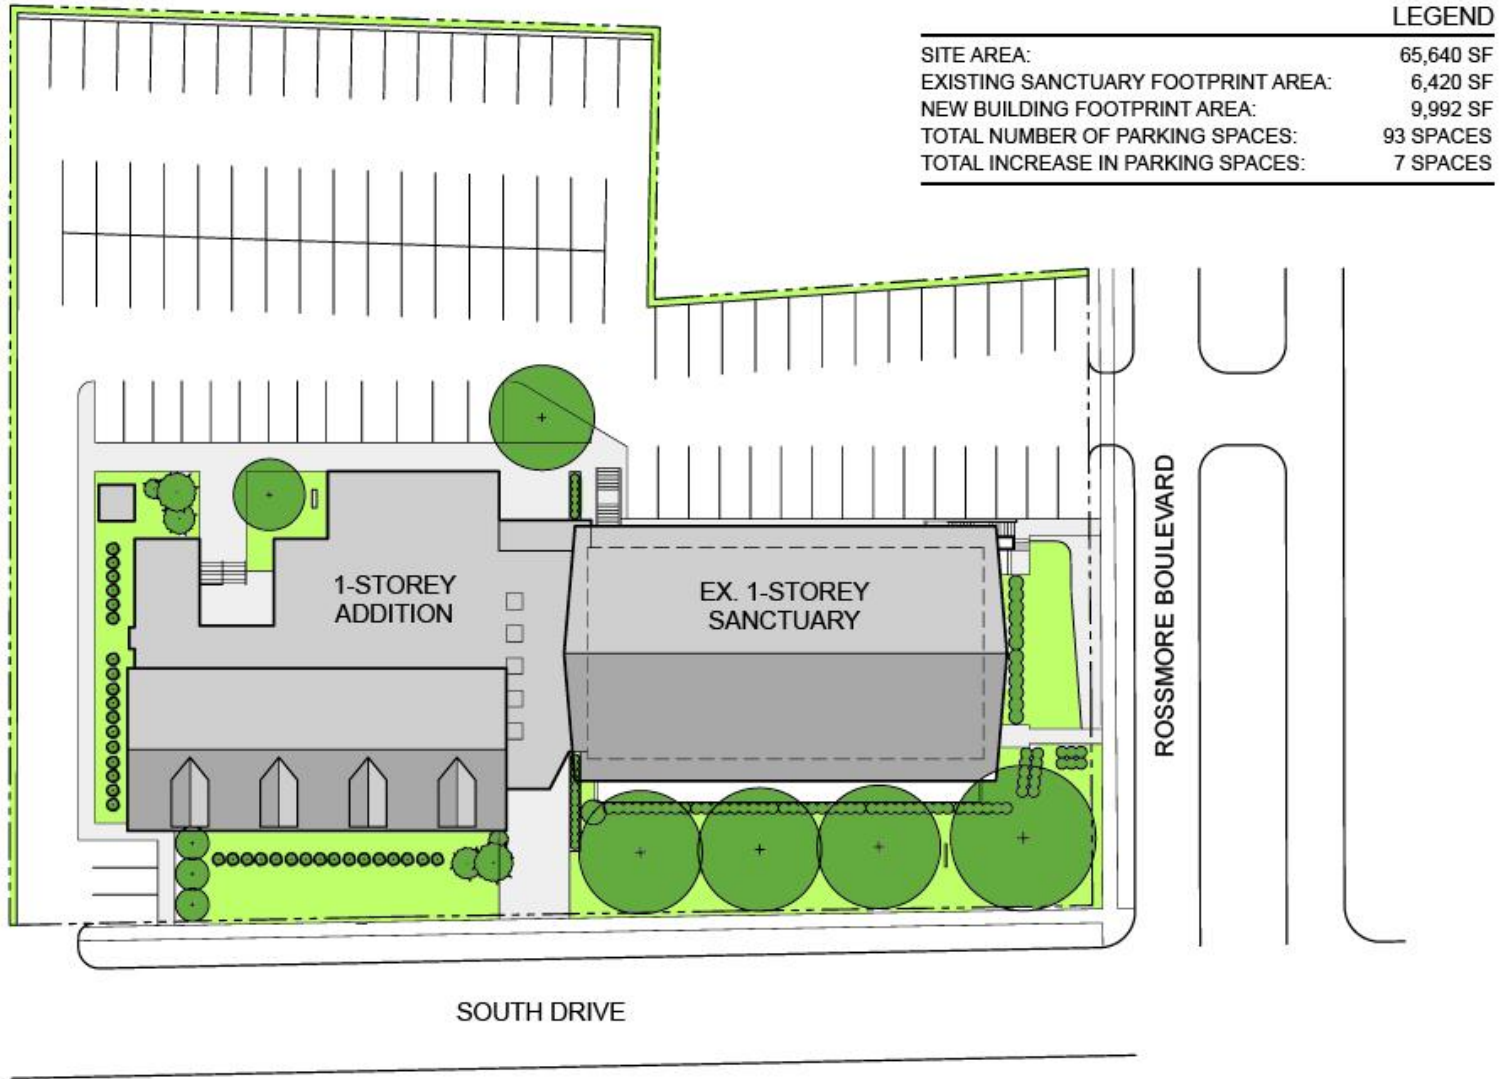 LEGEND
SITE AREA: 65,640 SF
EXISTING SANCTUARY FOOTPRINT AREA: 6,420 SF
NEW BUILDING FOOTPRINT AREA: 9,992 SF
TOTAL NUMBER OF PARKING SPACES: 93 SPACES
TOTAL INCREASE IN PARKING SPACES: 7 SPACES
1-STOREY
ADDITION
EX. 1-STOREY
SANCTUARY
ROSSMORE BOULEVARD
SOUTH DRIVE